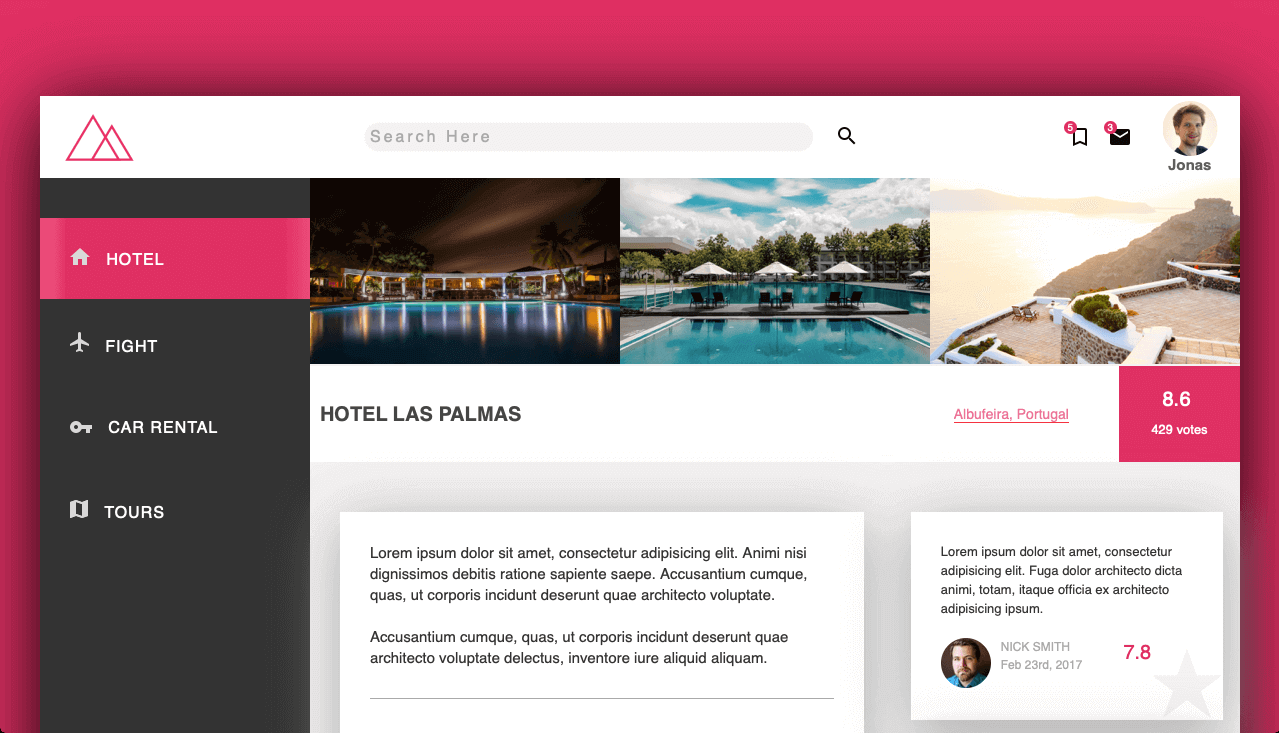 Search Here
5
3
Jonas
HOTEL
FIGHT
CAR RENTAL
TOURS
HOTEL LAS PALMAS
Albufeira, Portugal
8.6
429 votes
Lorem ipsum dolor sit amet, consectetur adipisicing elit. Animi nisi
dignissimos debitis ratione sapiente saepe. Accusantium cumque,
quas, ut corporis incidunt deserunt quae architecto voluptate.
Accusantium cumque, quas, ut corporis incidunt deserunt quae
architecto voluptate delectus, inventore iure aliquid aliquam.
Lorem ipsum dolor sit amet, consectetur
adipisicing elit. Fuga dolor architecto dicta
animi, totam, itaque officia ex architecto
adipisicing ipsum.
NICK SMITH
Feb 23rd, 2017
7.8